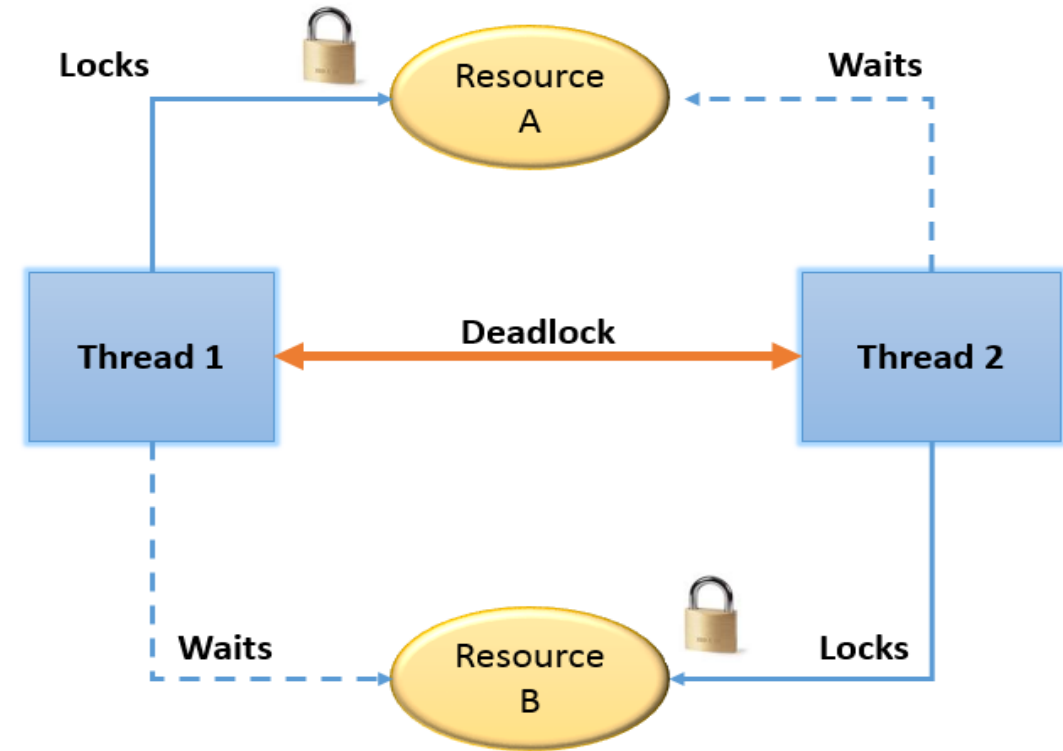 Locks
Resource
A
Waits
Thread 1
Deadlock
Thread 2
Waits
Resource
B
Locks